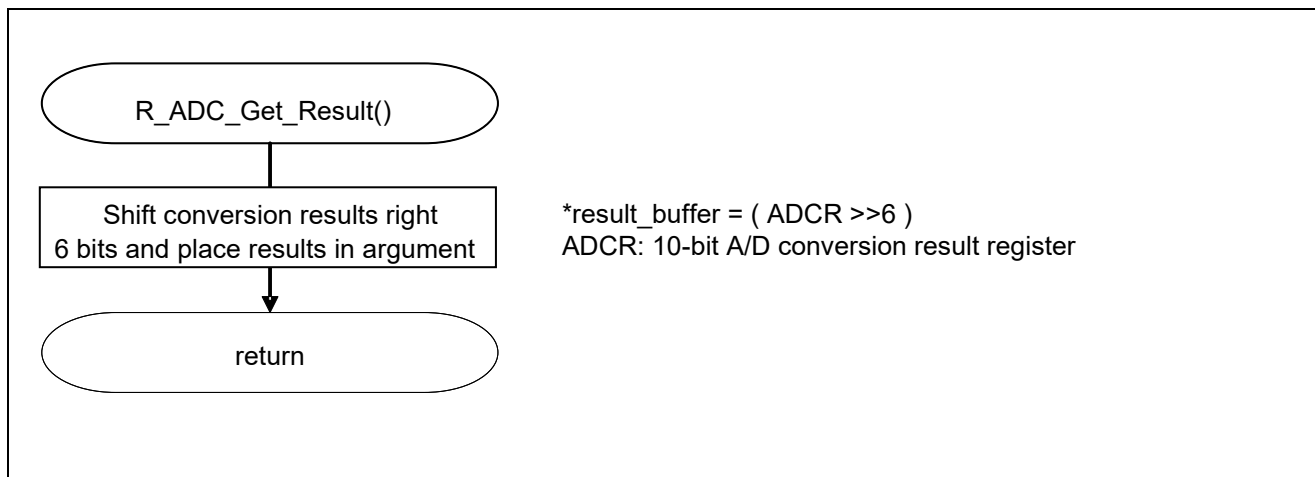 R_ADC_Get_Result()
Shift conversion results right
6 bits and place results in argument
*result_buffer = ( ADCR >>6 )
ADCR: 10-bit A/D conversion result register
return